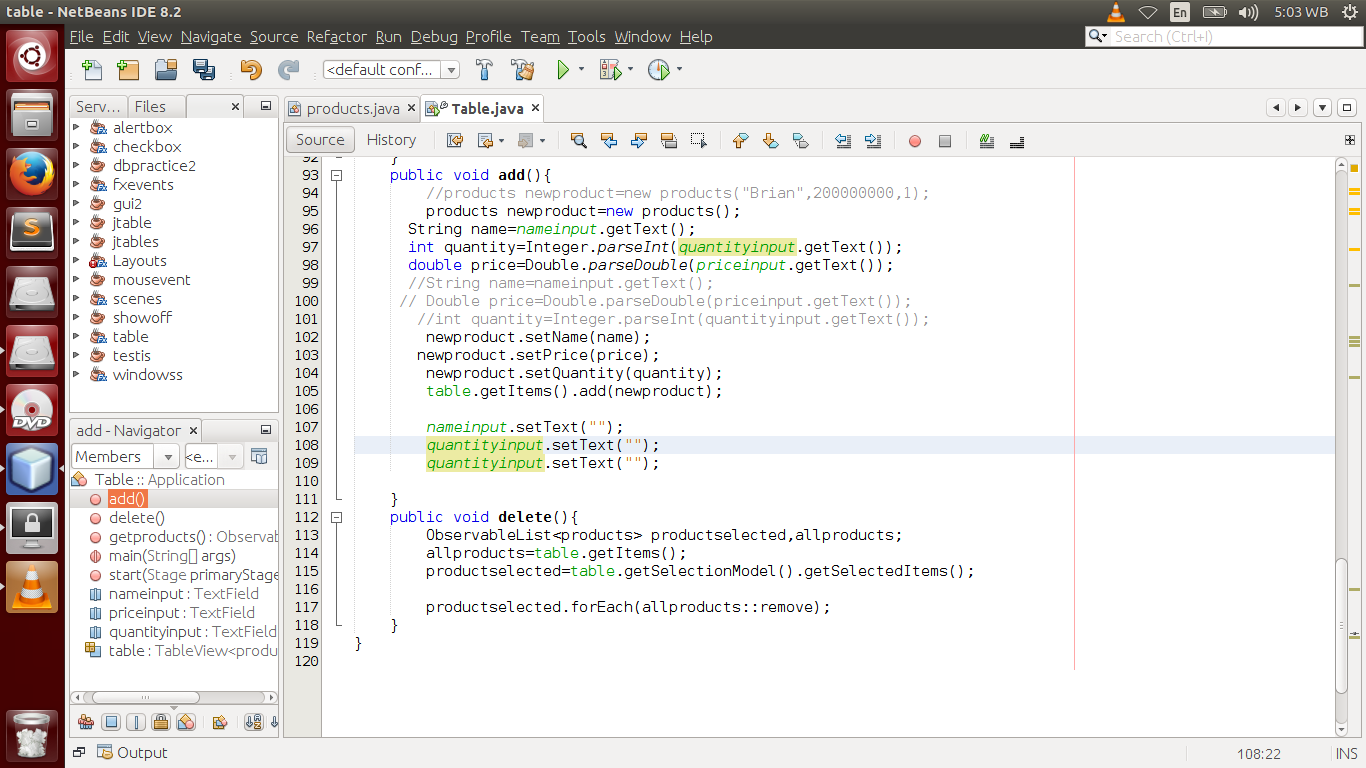 table - NetBeans IDE 8.2
En
5:03 WB
File Edit View Navigate Source Refactor Run Debug Profile Team Tools Window Help
Search (Ctrl+I)
<default conf...
Serv... Files
products.java Table.java
Source History
alertbox
checkbox
dbpractice2
fxevents
gui2
jtable
jtables
Layouts
mousevent
scenes
showoff
table
testis
windowss
add - Navigator
Members <e...
Table :: Application
add()
delete()
getproducts() : Observab
main(String[] args)
start(Stage primaryStage
nameinput : TextField
priceinput : TextField
quantityinput : TextField
table : TableView<produ
92 }
93 public void add(){
94 //products newproduct=new products("Brian",200000000,1);
95 products newproduct=new products();
96 String name=nameinput.getText();
97 int quantity=Integer.parseInt(quantityinput.getText());
98 double price=Double.parseDouble(priceinput.getText());
99 //String name=nameinput.getText();
100 // Double price=Double.parseDouble(priceinput.getText());
101 //int quantity=Integer.parseInt(quantityinput.getText());
102 newproduct.setName(name);
103 newproduct.setPrice(price);
104 newproduct.setQuantity(quantity);
105 table.getItems().add(newproduct);
106
107 nameinput.setText("");
108 quantityinput.setText("");
109 quantityinput.setText("");
110
111 }
112 public void delete(){
113 ObservableList<products> productselected,allproducts;
114 allproducts=table.getItems();
115 productselected=table.getSelectionModel().getSelectedItems();
116
117 productselected.forEach(allproducts::remove);
118 }
119 }
120
Output
108:22
INS
DVD